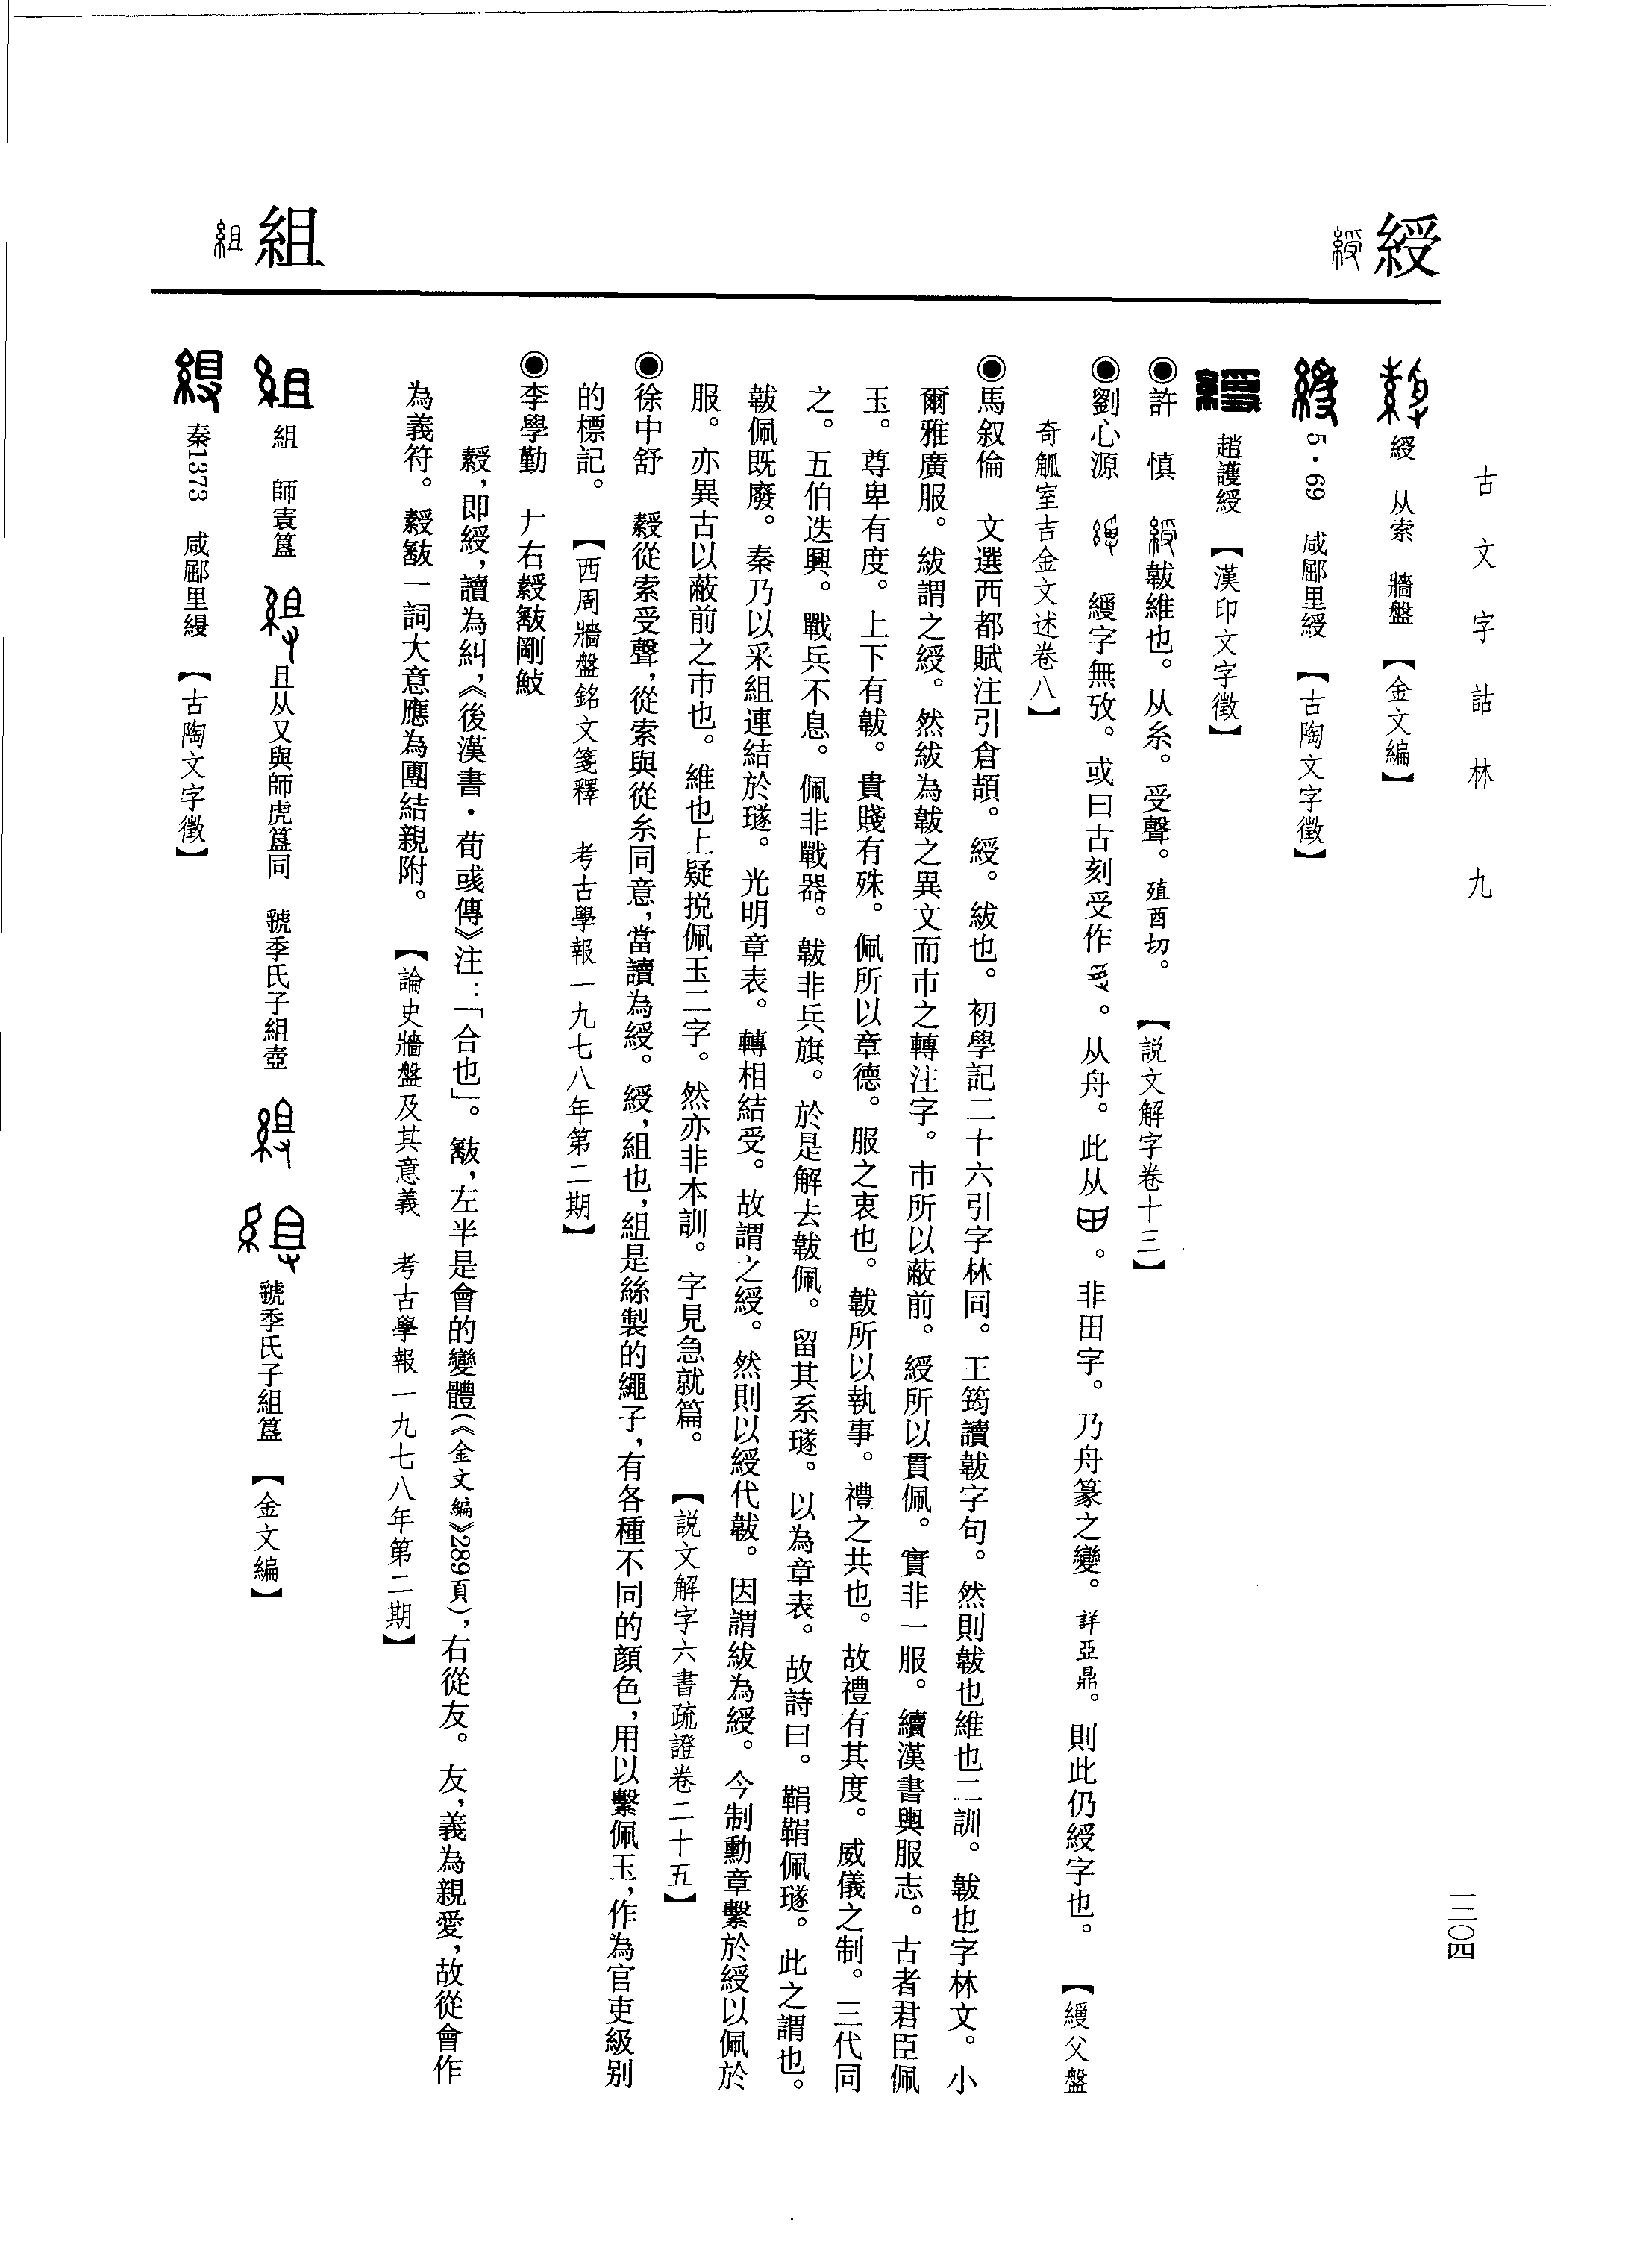 古文字詁林 九
一二〇四
綬
綬 从索 牆盤 【金文編】
5·69 咸郿里綬 【古陶文字徵】
趙護綬 【漢印文字徵】
◉許 慎 綬韍維也。从糸。受聲。殖酉切。 【説文解字卷十三】
◉劉心源 緩字無攷。或曰古刻受作。从舟。此从。非田字。乃舟篆之變。詳亞鼎。則此仍綬字也。 【緩父盤
奇觚室吉金文述卷八】
◉馬叙倫 文選西都賦注引倉頡。綬。紱也。初學記二十六引字林同。王筠讀韍字句。然則韍也維也二訓。韍也字林文。小
爾雅廣服。紱謂之綬。然紱為韍之異文而巿之轉注字。巿所以蔽前。綬所以貫佩。實非一服。續漢書輿服志。古者君臣佩
玉。尊卑有度。上下有韍。貴賤有殊。佩所以章德。服之衷也。韍所以執事。禮之共也。故禮有其度。威儀之制。三代同
之。五伯迭興。戰兵不息。佩非戰器。韍非兵旗。於是解去韍佩。留其系璲。以為章表。故詩曰。鞙鞙佩璲。此之謂也。
韍佩既廢。秦乃以采組連結於璲。光明章表。轉相結受。故謂之綬。然則以綬代韍。因謂紱為綬。今制勳章繫於綬以佩於
服。亦異古以蔽前之巿也。維也上疑挩佩玉二字。然亦非本訓。字見急就篇。 【説文解字六書疏證卷二十五】
◉徐中舒 從索受聲，從索與從糸同意，當讀為綬。綬，組也，組是絲製的繩子，有各種不同的顏色，用以繫佩玉，作為官吏級别
的標記。 【西周牆盤銘文箋釋 考古學報一九七八年第二期】
◉李學勤 𠂇右剛鯪
，即綬，讀為糾，《後漢書·荀彧傳》注：「合也」。，左半是會的變體（《金文編》289頁），右從友。友，義為親愛，故從會作
為義符。一詞大意應為團結親附。 【論史牆盤及其意義 考古學報一九七八年第二期】
組
組 師袁簋 且从又與師虎簋同 虢季氏子組壺 虢季氏子組簋 【金文編】
秦1373 咸郿里 【古陶文字徵】